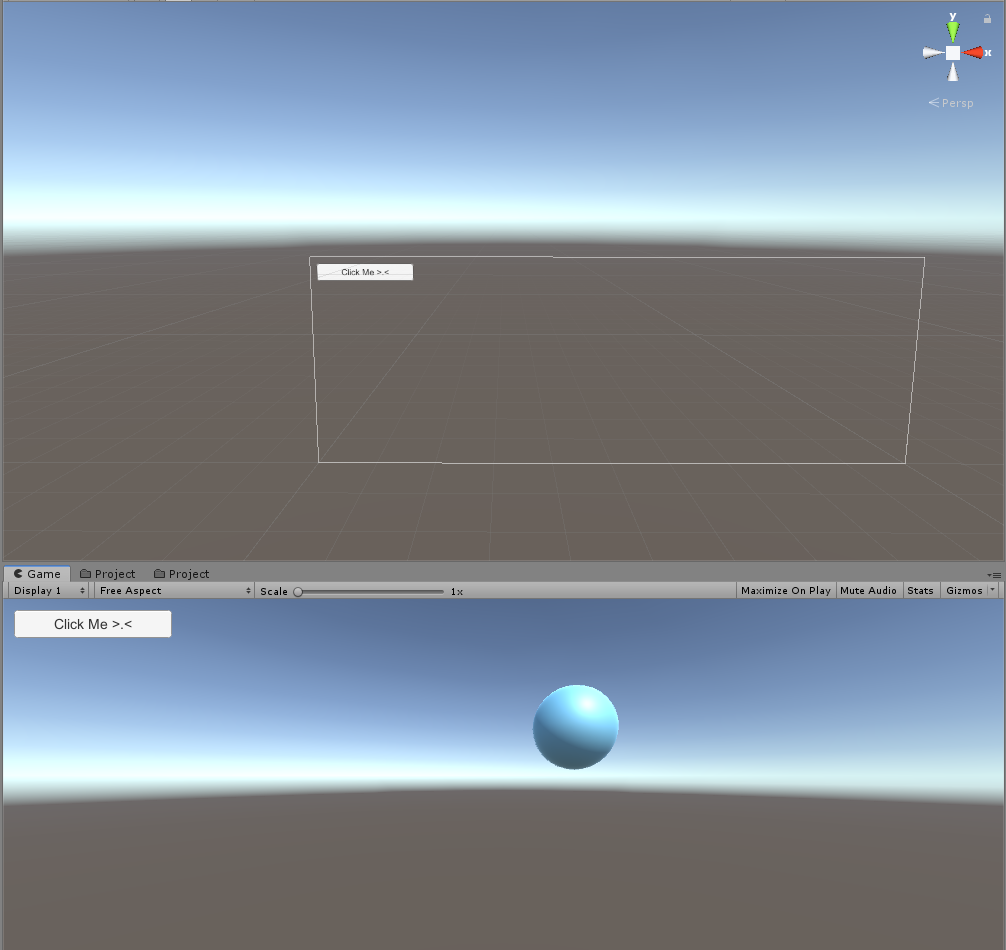 y
x
Persp
Click Me >.<
Game Project Project
Display 1 Free Aspect Scale 1x Maximize On Play Mute Audio Stats Gizmos
Click Me >.<